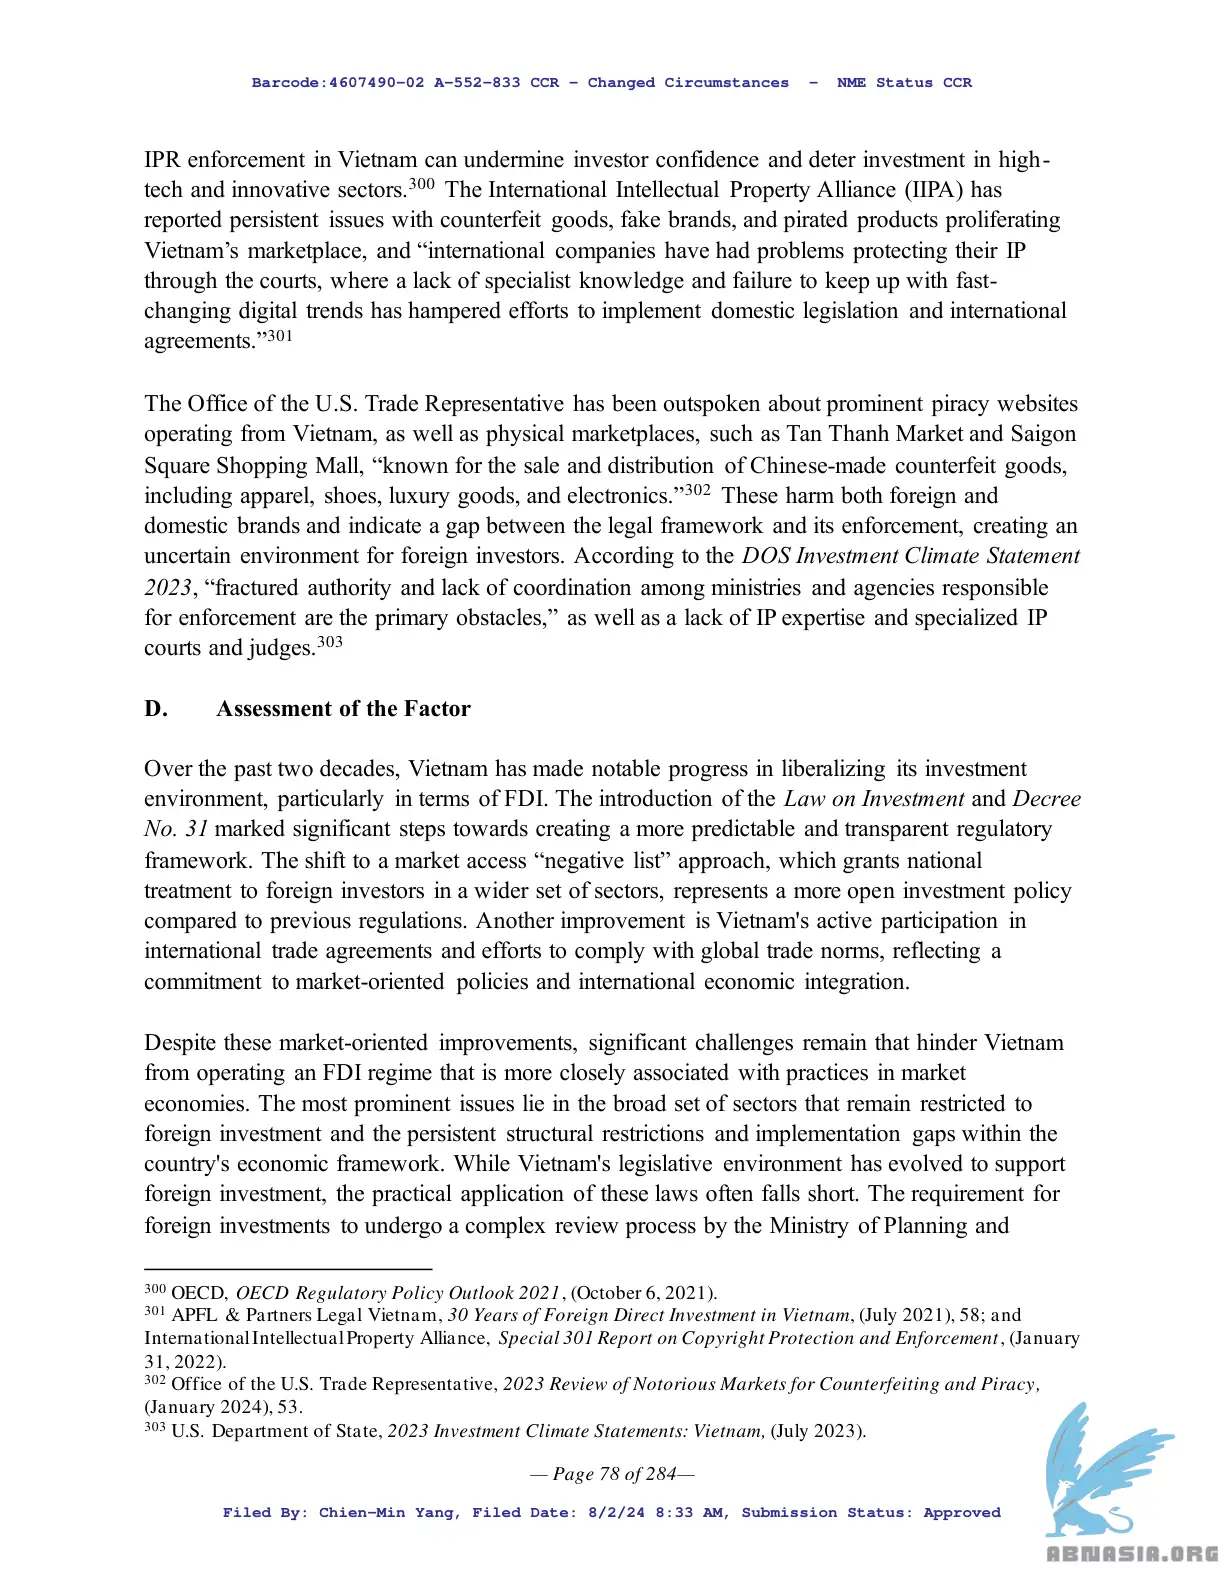 Barcode:4607490-02 A-552-833 CCR - Changed Circumstances - NME Status CCR
IPR enforcement in Vietnam can undermine investor confidence and deter investment in high-
tech and innovative sectors.300 The International Intellectual Property Alliance (IIPA) has
reported persistent issues with counterfeit goods, fake brands, and pirated products proliferating
Vietnam’s marketplace, and “international companies have had problems protecting their IP
through the courts, where a lack of specialist knowledge and failure to keep up with fast-
changing digital trends has hampered efforts to implement domestic legislation and international
agreements.”301
The Office of the U.S. Trade Representative has been outspoken about prominent piracy websites
operating from Vietnam, as well as physical marketplaces, such as Tan Thanh Market and Saigon
Square Shopping Mall, “known for the sale and distribution of Chinese-made counterfeit goods,
including apparel, shoes, luxury goods, and electronics.”302 These harm both foreign and
domestic brands and indicate a gap between the legal framework and its enforcement, creating an
uncertain environment for foreign investors. According to the DOS Investment Climate Statement
2023, “fractured authority and lack of coordination among ministries and agencies responsible
for enforcement are the primary obstacles,” as well as a lack of IP expertise and specialized IP
courts and judges.303
D. Assessment of the Factor
Over the past two decades, Vietnam has made notable progress in liberalizing its investment
environment, particularly in terms of FDI. The introduction of the Law on Investment and Decree
No. 31 marked significant steps towards creating a more predictable and transparent regulatory
framework. The shift to a market access “negative list” approach, which grants national
treatment to foreign investors in a wider set of sectors, represents a more open investment policy
compared to previous regulations. Another improvement is Vietnam's active participation in
international trade agreements and efforts to comply with global trade norms, reflecting a
commitment to market-oriented policies and international economic integration.
Despite these market-oriented improvements, significant challenges remain that hinder Vietnam
from operating an FDI regime that is more closely associated with practices in market
economies. The most prominent issues lie in the broad set of sectors that remain restricted to
foreign investment and the persistent structural restrictions and implementation gaps within the
country's economic framework. While Vietnam's legislative environment has evolved to support
foreign investment, the practical application of these laws often falls short. The requirement for
foreign investments to undergo a complex review process by the Ministry of Planning and
300 OECD, OECD Regulatory Policy Outlook 2021, (October 6, 2021).
301 APFL & Partners Legal Vietnam, 30 Years of Foreign Direct Investment in Vietnam, (July 2021), 58; and
International Intellectual Property Alliance, Special 301 Report on Copyright Protection and Enforcement, (January
31, 2022).
302 Office of the U.S. Trade Representative, 2023 Review of Notorious Markets for Counterfeiting and Piracy,
(January 2024), 53.
303 U.S. Department of State, 2023 Investment Climate Statements: Vietnam, (July 2023).
— Page 78 of 284—
Filed By: Chien-Min Yang, Filed Date: 8/2/24 8:33 AM, Submission Status: Approved
ABNASIA.ORG